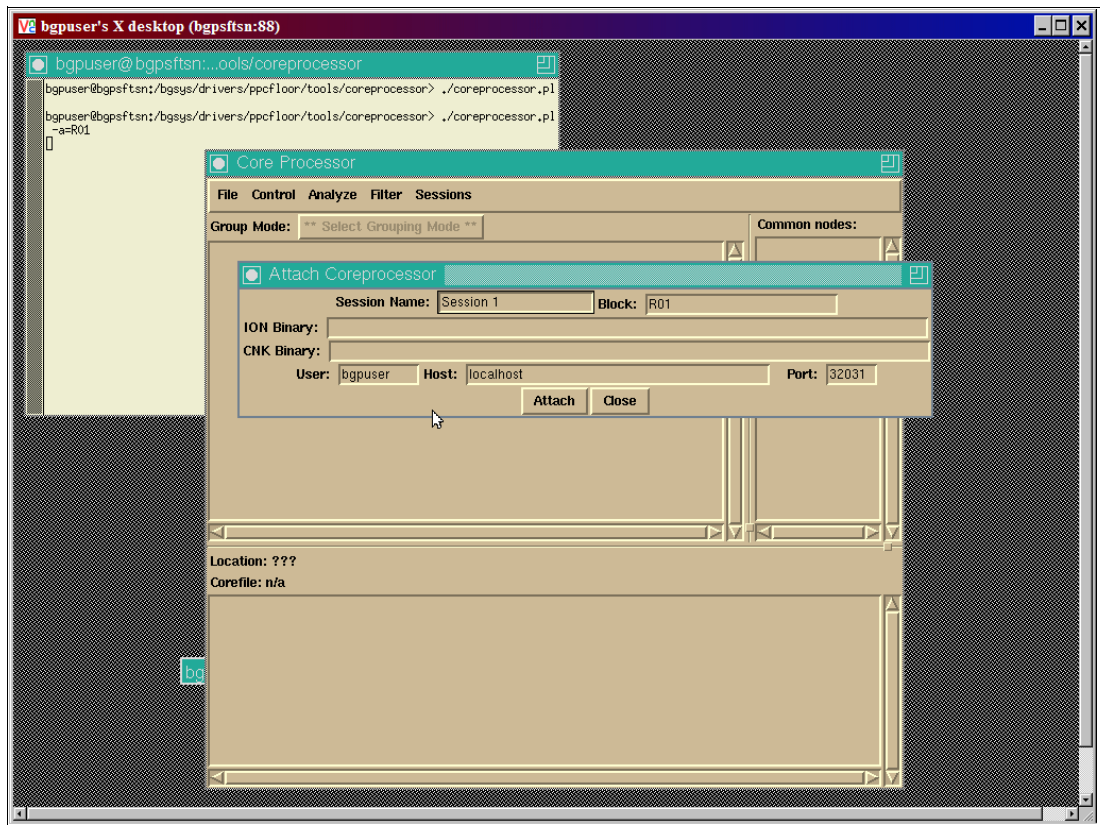 bgpuser's X desktop (bgpsftsn:88)
bgpuser@bgpsftsn:...ools/coreprocessor
bgpuser@bgpsftsn:/bgsys/drivers/ppcfloor/tools/coreprocessor> ./coreprocessor.pl
bgpuser@bgpsftsn:/bgsys/drivers/ppcfloor/tools/coreprocessor> ./coreprocessor.pl
-a=R01
Core Processor
File Control Analyze Filter Sessions
Group Mode: ** Select Grouping Mode ** Common nodes:
Attach Coreprocessor
Session Name: Session 1 Block: R01
ION Binary:
CNK Binary:
User: bgpuser Host: localhost Port: 32031
Attach Close
Location: ???
Corefile: n/a
bg